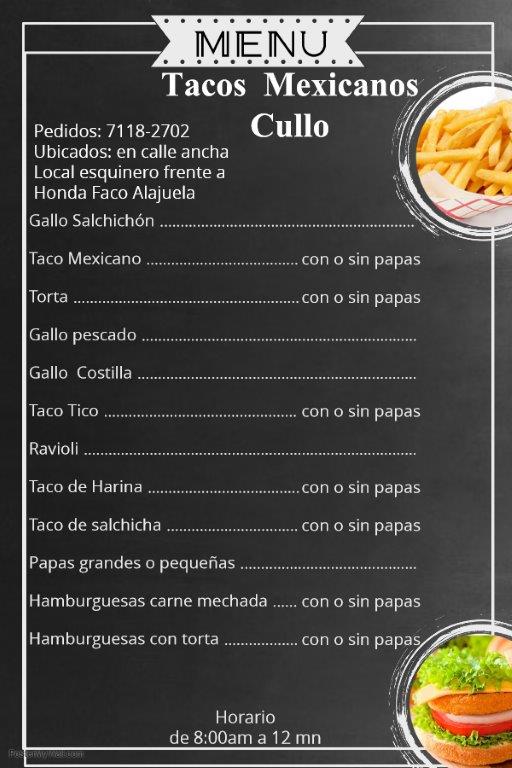 MENU
Tacos Mexicanos
Cullo
Pedidos: 7118-2702
Ubicados: en calle ancha
Local esquinero frente a
Honda Faco Alajuela
Gallo Salchichón ..............................................................
Taco Mexicano ..................................... con o sin papas
Torta ....................................................... con o sin papas
Gallo pescado ...................................................................
Gallo Costilla ....................................................................
Taco Tico ............................................... con o sin papas
Ravioli .................................................................................
Taco de Harina ..................................... con o sin papas
Taco de salchicha ................................ con o sin papas
Papas grandes o pequeñas ...........................................
Hamburguesas carne mechada ...... con o sin papas
Hamburguesas con torta .................. con o sin papas
Horario
de 8:00am a 12 mn
PosterMyWall.com